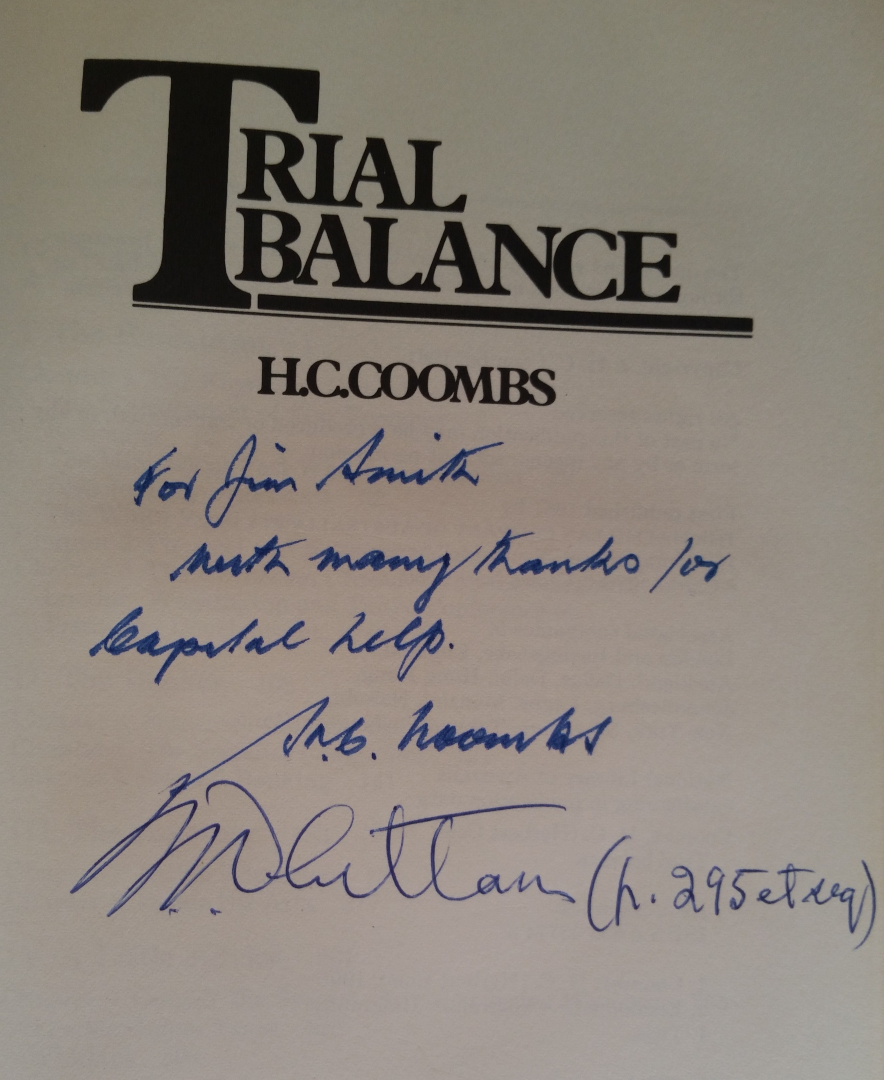 TRIAL
BALANCE
H.C.COOMBS
For Jim Smith
with many thanks for
Capital help.
H.C. Coombs
E.G. Whitlam (p. 295 et seq)